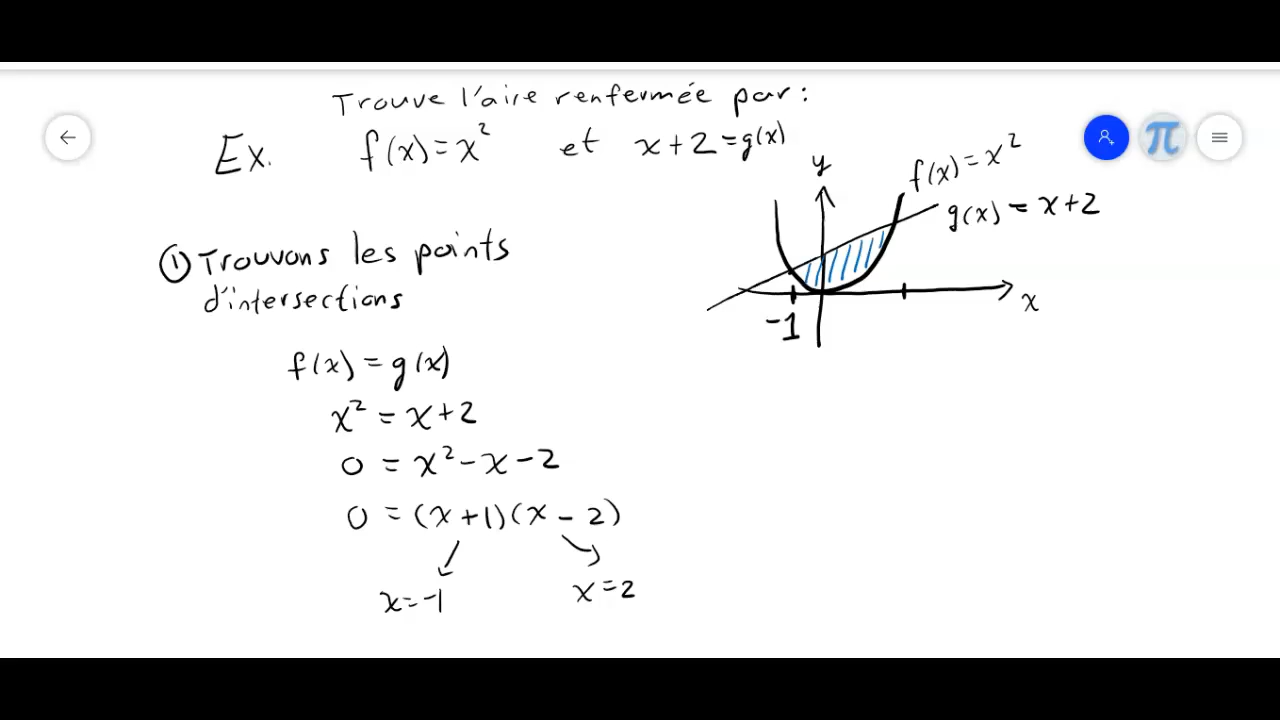 Trouve l'aire renfermée par:
Ex. f(x)=x² et x+2=g(x)
y
f(x)=x²
g(x)=x+2
x
-1
① Trouvons les points
d'intersections
f(x)=g(x)
x²=x+2
0=x²-x-2
0=(x+1)(x-2)
x=-1 x=2
π